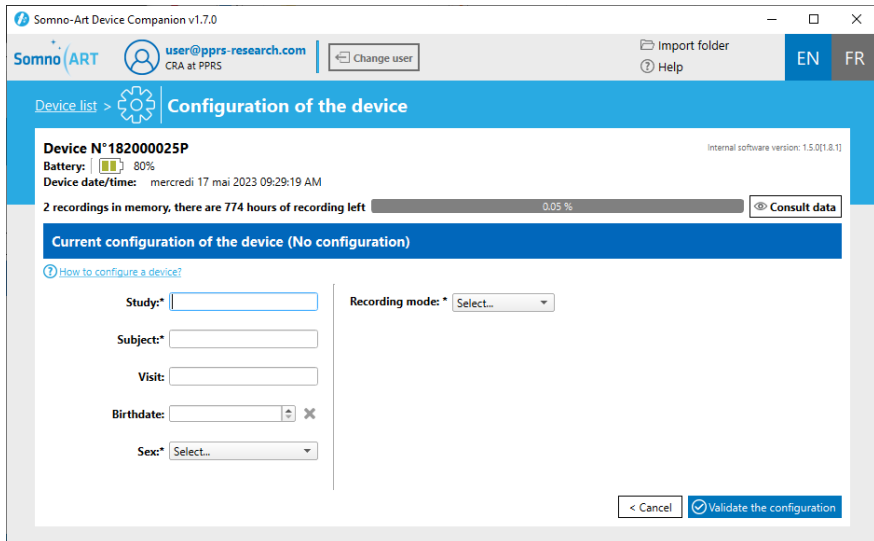 Somno-Art Device Companion v1.7.0
Somno ART
user@pprs-research.com
CRA at PPRS
Change user
Import folder
Help
EN
FR
Device list > Configuration of the device
Device N°182000025P
Internal software version: 1.5.0[1.8.1]
Battery: 80%
Device date/time: mercredi 17 mai 2023 09:29:19 AM
2 recordings in memory, there are 774 hours of recording left 0.05 % Consult data
Current configuration of the device (No configuration)
? How to configure a device?
Study:*
Recording mode: * Select...
Subject:*
Visit:
Birthdate:
Sex:* Select...
< Cancel
Validate the configuration